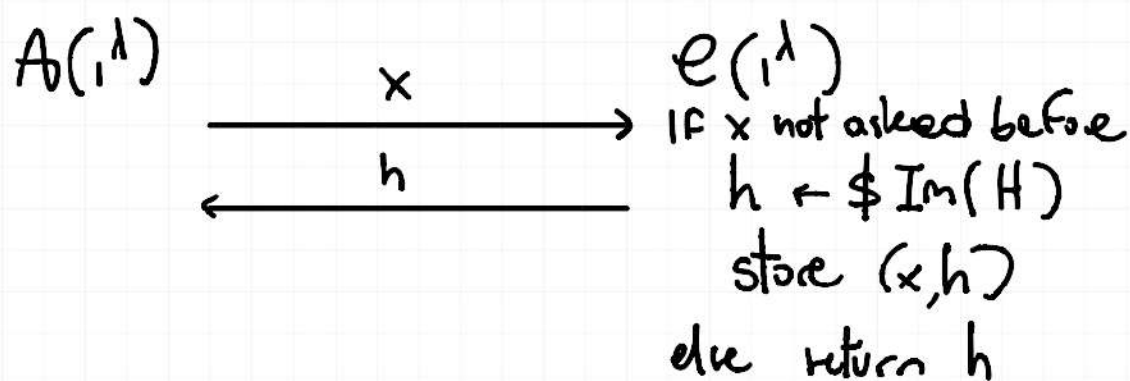 A(1^λ)
x
C(1^λ)
IF x not asked before
h
h ←$ Im(H)
store (x,h)
else return h